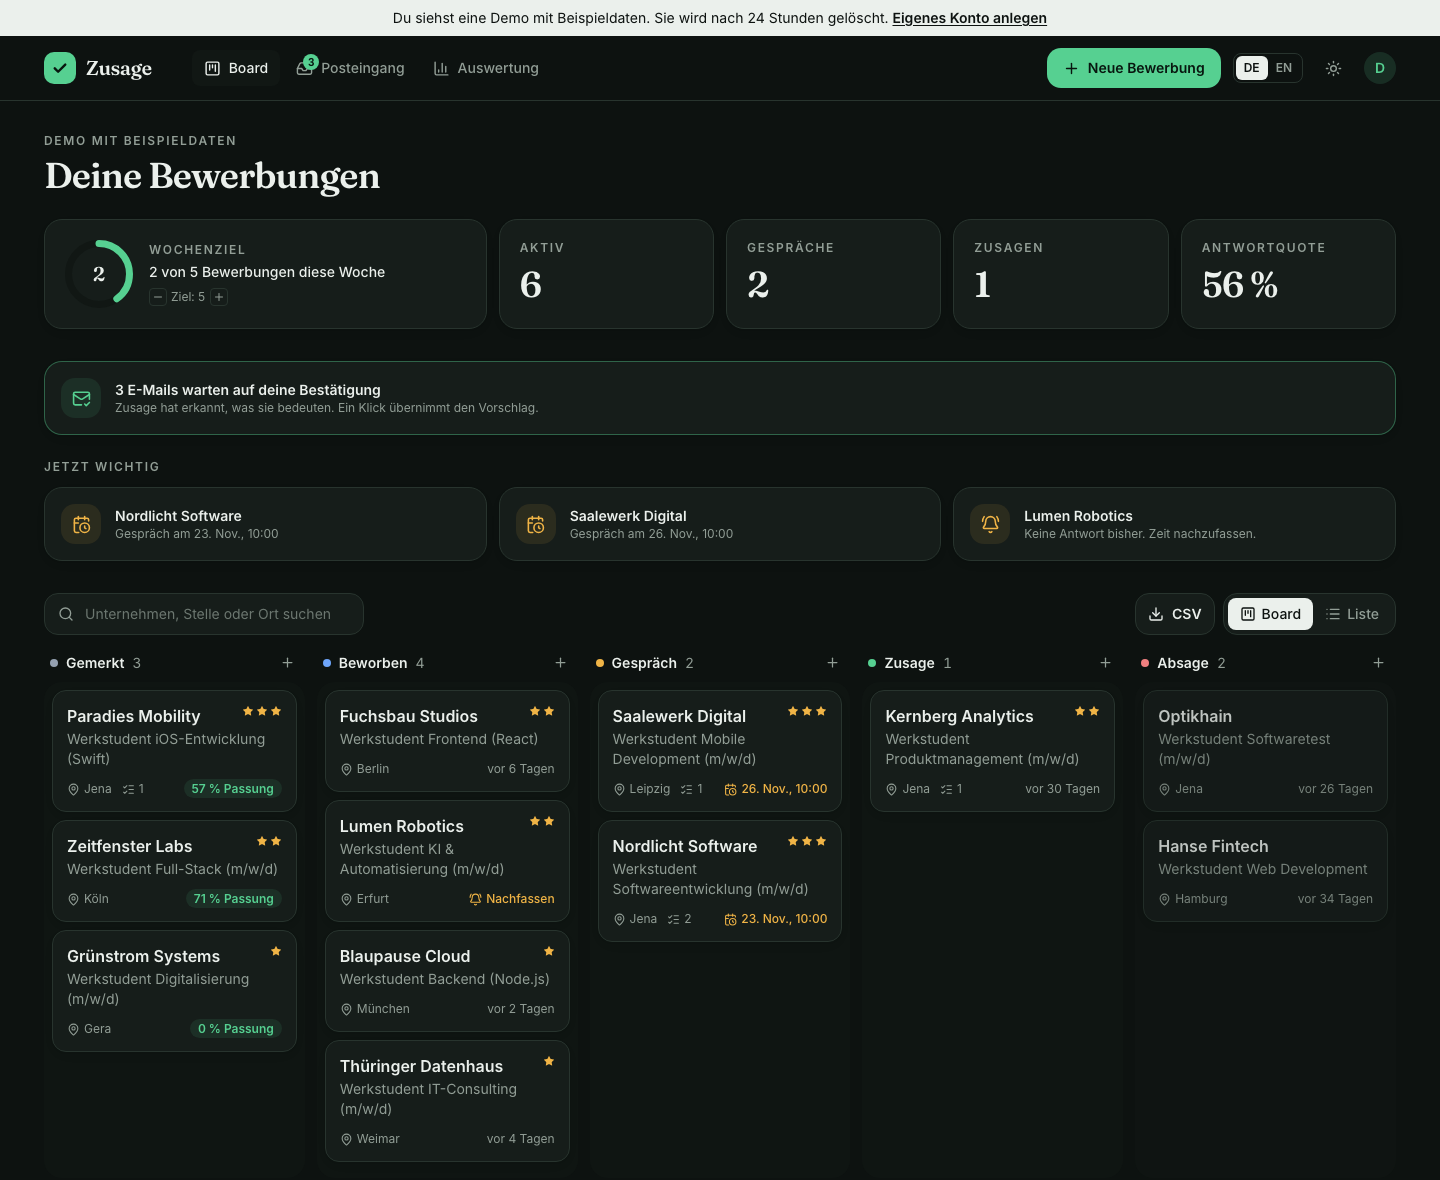 Du siehst eine Demo mit Beispieldaten. Sie wird nach 24 Stunden gelöscht. Eigenes Konto anlegen
Zusage
Board
3
Posteingang
Auswertung
Neue Bewerbung
DE
EN
D
DEMO MIT BEISPIELDATEN
Deine Bewerbungen
2
WOCHENZIEL
2 von 5 Bewerbungen diese Woche
− Ziel: 5 +
AKTIV
6
GESPRÄCHE
2
ZUSAGEN
1
ANTWORTQUOTE
56 %
3 E-Mails warten auf deine Bestätigung
Zusage hat erkannt, was sie bedeuten. Ein Klick übernimmt den Vorschlag.
JETZT WICHTIG
Nordlicht Software
Gespräch am 23. Nov., 10:00
Saalewerk Digital
Gespräch am 26. Nov., 10:00
Lumen Robotics
Keine Antwort bisher. Zeit nachzufassen.
Unternehmen, Stelle oder Ort suchen
CSV
Board
Liste
Gemerkt 3
Paradies Mobility
Werkstudent iOS-Entwicklung
(Swift)
Jena 1 57 % Passung
Zeitfenster Labs
Werkstudent Full-Stack (m/w/d)
Köln 71 % Passung
Grünstrom Systems
Werkstudent Digitalisierung
(m/w/d)
Gera 0 % Passung
Beworben 4
Fuchsbau Studios
Werkstudent Frontend (React)
Berlin vor 6 Tagen
Lumen Robotics
Werkstudent KI &
Automatisierung (m/w/d)
Erfurt Nachfassen
Blaupause Cloud
Werkstudent Backend (Node.js)
München vor 2 Tagen
Thüringer Datenhaus
Werkstudent IT-Consulting
(m/w/d)
Weimar vor 4 Tagen
Gespräch 2
Saalewerk Digital
Werkstudent Mobile
Development (m/w/d)
Leipzig 1 26. Nov., 10:00
Nordlicht Software
Werkstudent
Softwareentwicklung (m/w/d)
Jena 2 23. Nov., 10:00
Zusage 1
Kernberg Analytics
Werkstudent
Produktmanagement (m/w/d)
Jena 1 vor 30 Tagen
Absage 2
Optikhain
Werkstudent Softwaretest
(m/w/d)
Jena vor 26 Tagen
Hanse Fintech
Werkstudent Web Development
Hamburg vor 34 Tagen